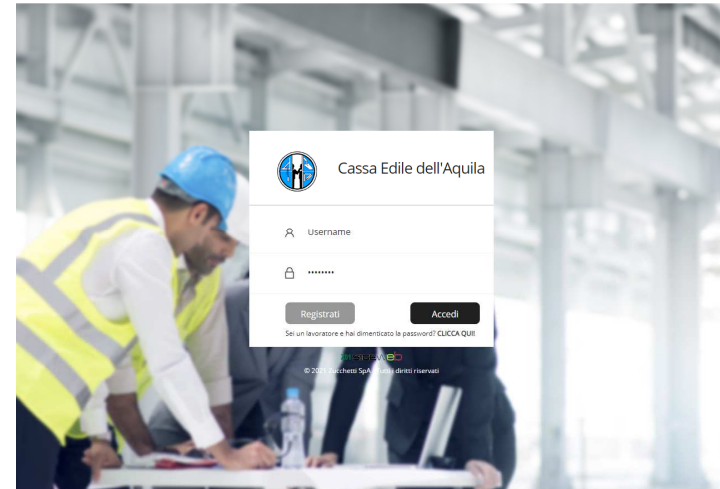 Cassa Edile dell'Aquila
Username
Registrati
Accedi
Sei un lavoratore e hai dimenticato la password? CLICCA QUI!
© 2021 Zucchetti SpA - Tutti i diritti riservati